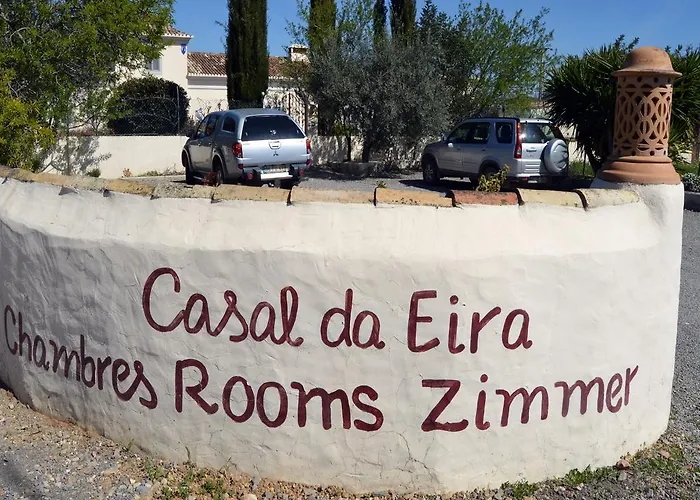 Casal da Eira
Chambres Rooms Zimmer